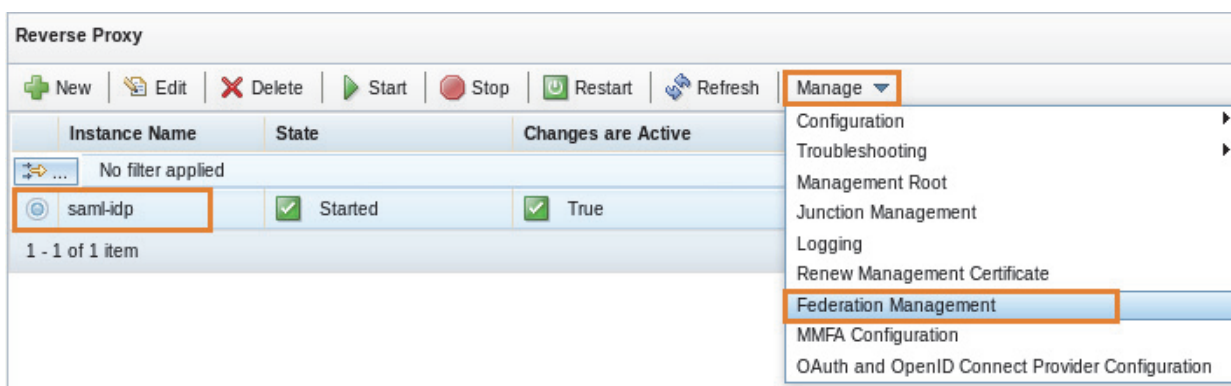 Reverse Proxy
New Edit Delete Start Stop Restart Refresh Manage
Instance Name State Changes are Active
... No filter applied
saml-idp Started True
1 - 1 of 1 item
Configuration
Troubleshooting
Management Root
Junction Management
Logging
Renew Management Certificate
Federation Management
MMFA Configuration
OAuth and OpenID Connect Provider Configuration